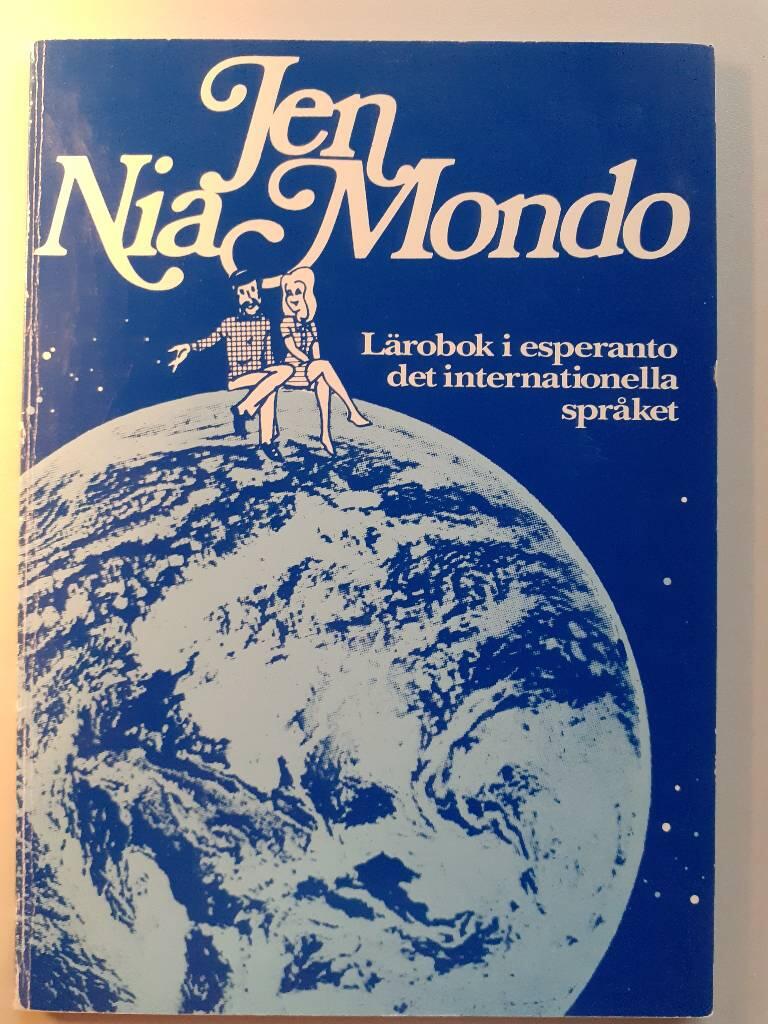 Jen
Nia Mondo
Lärobok i esperanto
det internationella
språket